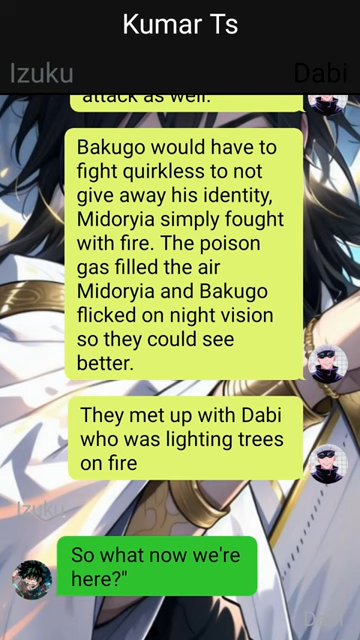 Kumar Ts
Izuku
Dabi
attack as well.
Bakugo would have to
fight quirkless to not
give away his identity,
Midoryia simply fought
with fire. The poison
gas filled the air
Midoryia and Bakugo
flicked on night vision
so they could see
better.
They met up with Dabi
who was lighting trees
on fire
Izuku
So what now we're
here?"